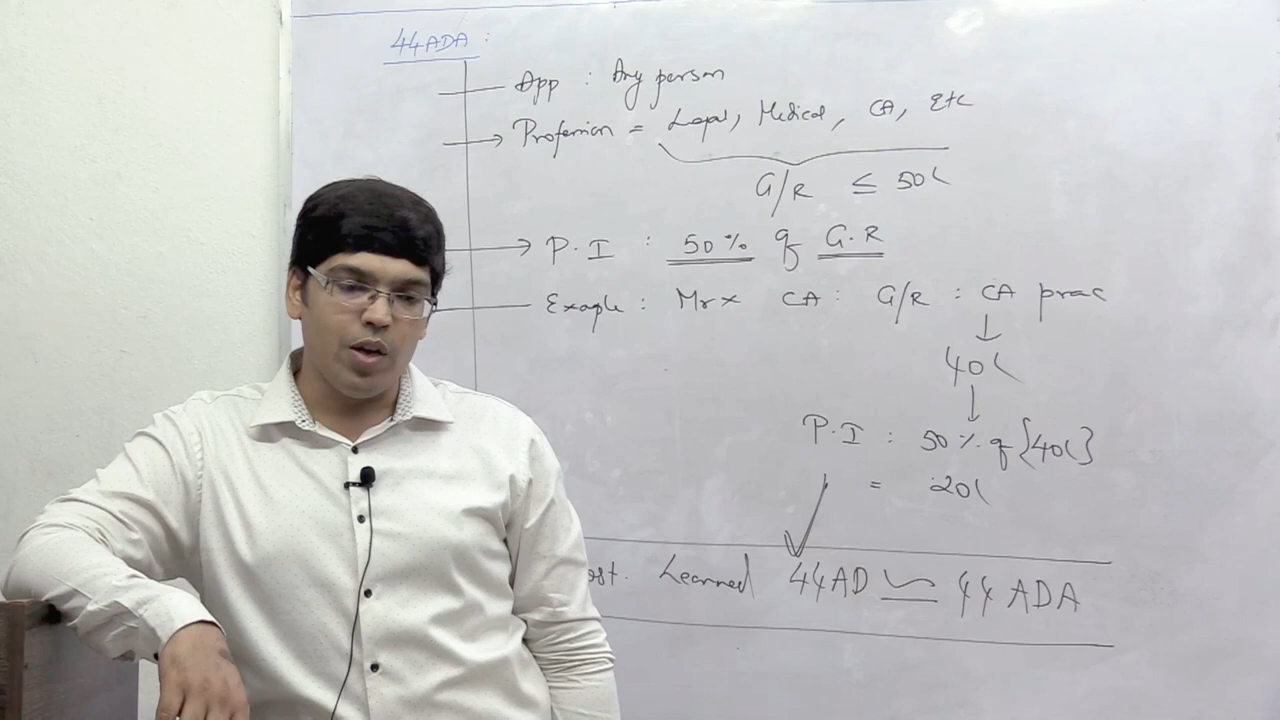 44ADA :
App : Any person
Profession = Legal, Medical, CA, Etc
G/R ≤ 50L
P.I : 50% of G.R
Example : Mr x CA : G/R : CA prac
↓
40L
↓
P.I : 50% of {40L}
= 20L
ost. Learned 44AD ≃ 44ADA